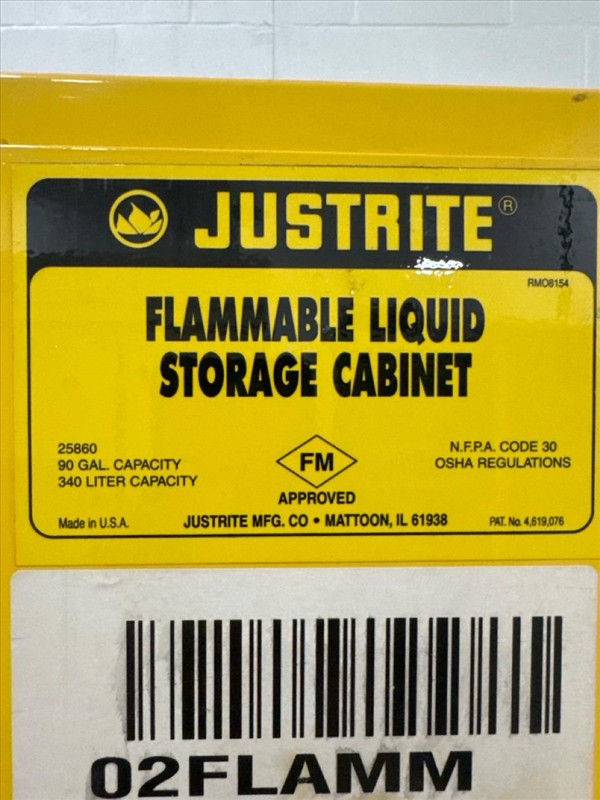 JUSTRITE®
RMO8154
FLAMMABLE LIQUID
STORAGE CABINET
25860
90 GAL. CAPACITY
340 LITER CAPACITY
FM
APPROVED
N.F.P.A. CODE 30
OSHA REGULATIONS
Made in U.S.A.
JUSTRITE MFG. CO • MATTOON, IL 61938
PAT. No. 4,619,076
02FLAMM